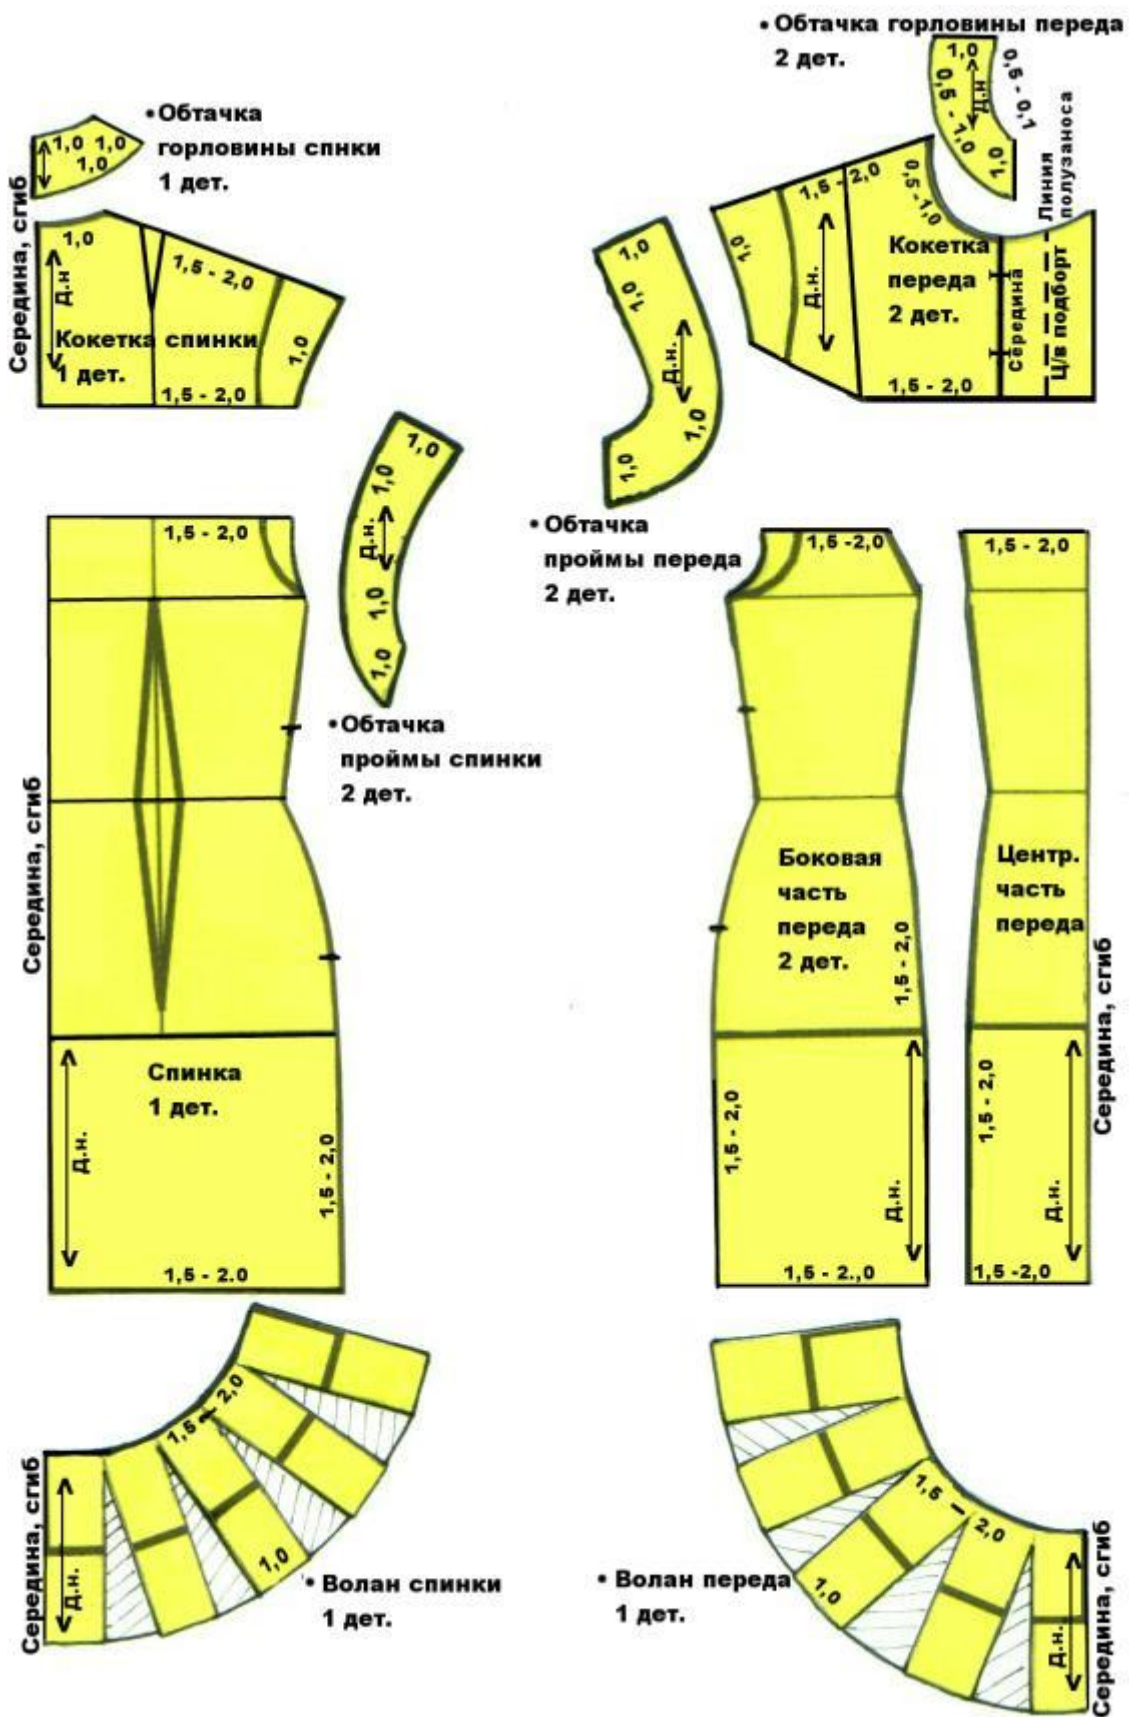 • Обтачка горловины переда
2 дет.
1,0
0,5 - 0,1
Д.н
0,5 - 1,0
1,0
• Обтачка
горловины спнки
1 дет.
1,0 1,0
1,0
Середина, сгиб
1,0
Д.н
1,5 - 2,0
Кокетка спинки
1 дет.
1,0
1,5 - 2,0
1,0
1,0
Д.н.
1,0
1,0
• Обтачка
проймы переда
2 дет.
1,5 - 2,0
0,5 - 1,0
1,0
Д.н.
Кокетка
переда
2 дет.
1,5 - 2,0
Середина
Ц/в подборт
Линия
полузаноса
1,0
1,0
Д.н.
1,0
1,0
• Обтачка
проймы спинки
2 дет.
1,5 - 2,0
Середина, сгиб
Спинка
1 дет.
Д.н.
1,5 - 2,0
1,5 - 2.0
1,5 -2,0
Боковая
часть
переда
2 дет.
1,5 - 2,0
1,5 - 2,0
Д.н.
1,5 - 2.,0
1,5 - 2,0
Центр.
часть
переда
Середина, сгиб
1,5 - 2,0
Д.н.
1,5 -2,0
1,5 - 2,0
Середина, сгиб
Д.н.
1,0
• Волан спинки
1 дет.
1,5 - 2,0
1,0
• Волан переда
1 дет.
Д.н.
Середина, сгиб